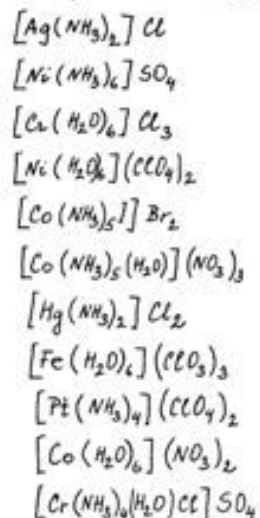 [Ag(NH₃)₂]Cl
[Ni(NH₃)₆]SO₄
[Cr(H₂O)₆]Cl₃
[Ni(H₂O)₆](ClO₄)₂
[Co(NH₃)₅I]Br₂
[Co(NH₃)₅(H₂O)](NO₃)₃
[Hg(NH₃)₂]Cl₂
[Fe(H₂O)₆](ClO₃)₃
[Pt(NH₃)₄](ClO₄)₂
[Co(H₂O)₆](NO₃)₂
[Cr(NH₃)₄(H₂O)Cl]SO₄